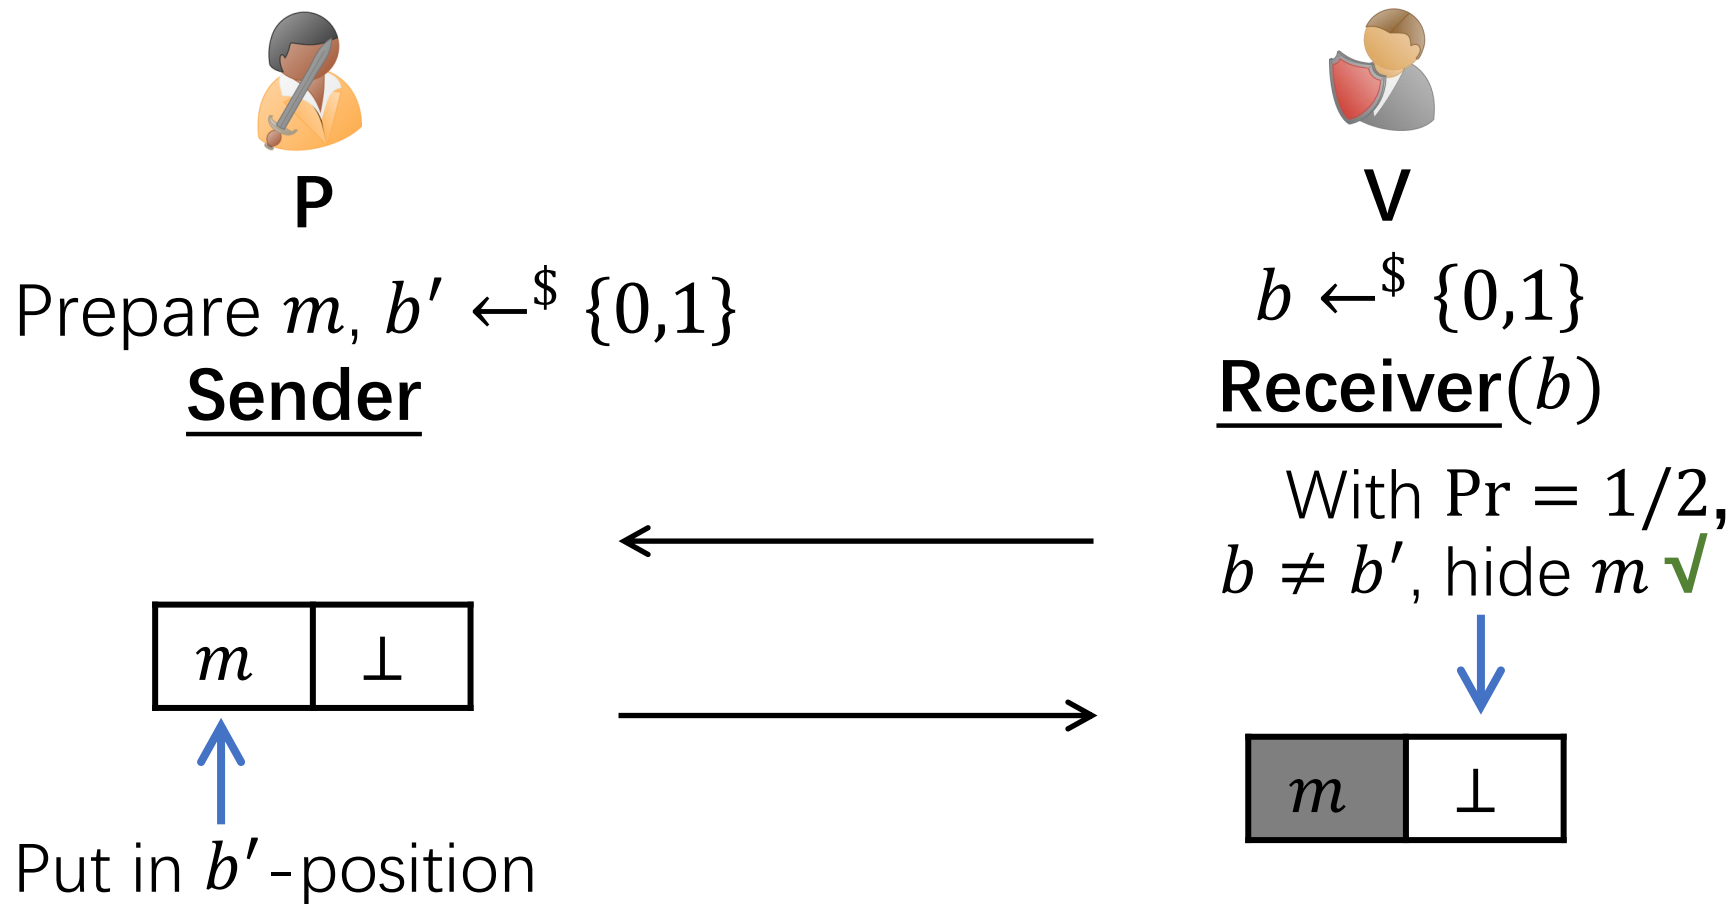 P
Prepare m, b′ ←$ {0,1}
Sender
m ⊥
Put in b′-position
V
b ←$ {0,1}
Receiver(b)
With Pr = 1/2,
b ≠ b′, hide m √
m ⊥